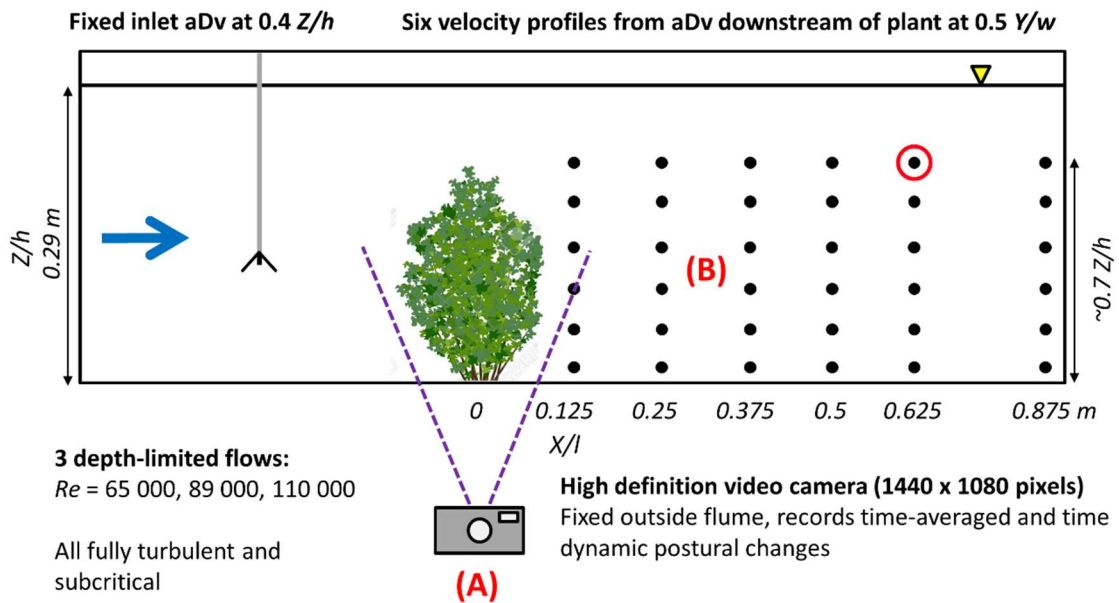 Fixed inlet aDv at 0.4 Z/h
Six velocity profiles from aDv downstream of plant at 0.5 Y/w
Z/h
0.29 m
(B)
~0.7 Z/h
0
0.125
0.25
0.375
0.5
0.625
0.875 m
X/l
3 depth-limited flows:
Re = 65 000, 89 000, 110 000
All fully turbulent and
subcritical
(A)
High definition video camera (1440 x 1080 pixels)
Fixed outside flume, records time-averaged and time
dynamic postural changes